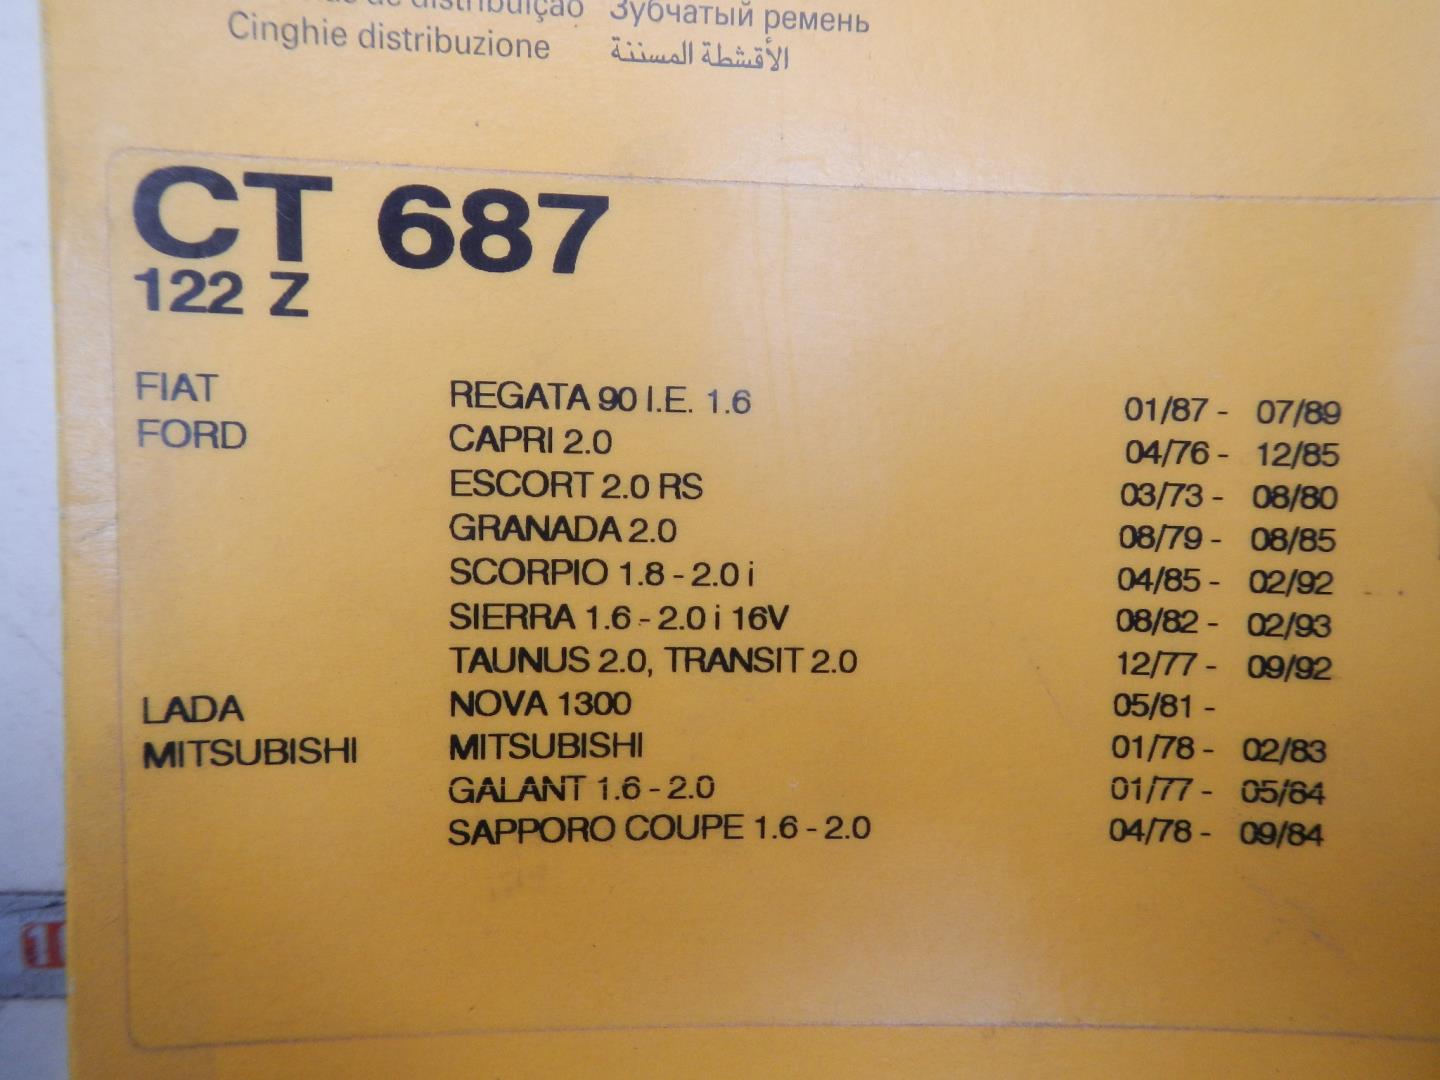 de distribuição Зубчатый ремень
Cinghie distribuzione الأقشطة المسننة
CT 687
122 Z
FIAT REGATA 90 I.E. 1.6 01/87 - 07/89
FORD CAPRI 2.0 04/76 - 12/85
ESCORT 2.0 RS 03/73 - 08/80
GRANADA 2.0 08/79 - 08/85
SCORPIO 1.8 - 2.0 i 04/85 - 02/92
SIERRA 1.6 - 2.0 i 16V 08/82 - 02/93
TAUNUS 2.0, TRANSIT 2.0 12/77 - 09/92
LADA NOVA 1300 05/81 -
MITSUBISHI MITSUBISHI 01/78 - 02/83
GALANT 1.6 - 2.0 01/77 - 05/84
SAPPORO COUPE 1.6 - 2.0 04/78 - 09/84